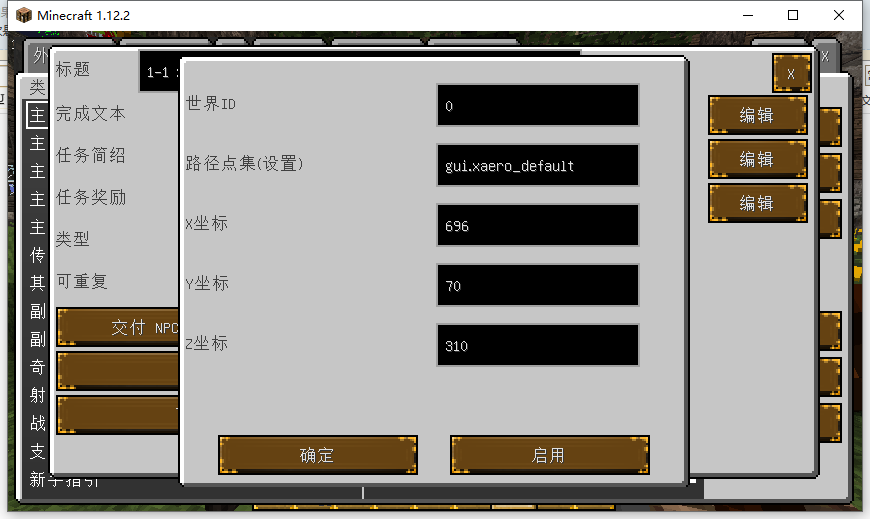 Minecraft 1.12.2
外
X
类
标题
1-1
X
主
完成文本
编辑
主
任务简绍
编辑
主
任务奖励
编辑
主
类型
主
可重复
传
交付 NPC
其
副
副
奇
射
战
支
新手指引
世界ID
0
路径点集(设置)
gui.xaero_default
X坐标
696
Y坐标
70
Z坐标
310
确定
启用